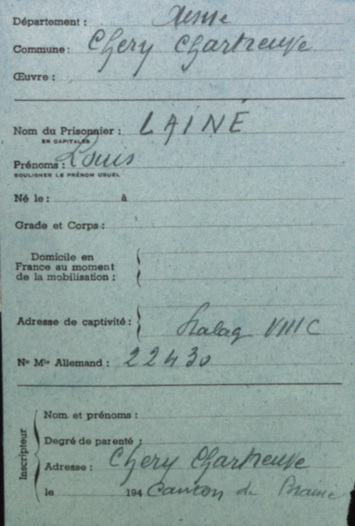 Département : Aisne
Commune : Chery Chartreuve
Œuvre :
Nom du Prisonnier : LAINÉ
EN CAPITALES
Prénoms : Louis
SOULIGNER LE PRÉNOM USUEL
Né le : à
Grade et Corps :
Domicile en
France au moment
de la mobilisation :
Adresse de captivité : Stalag VIIIC
Nº Mle Allemand : 22430
Inscripteur
Nom et prénoms :
Degré de parenté :
Adresse : Chery Chartreuve
le 194 Canton de Braine